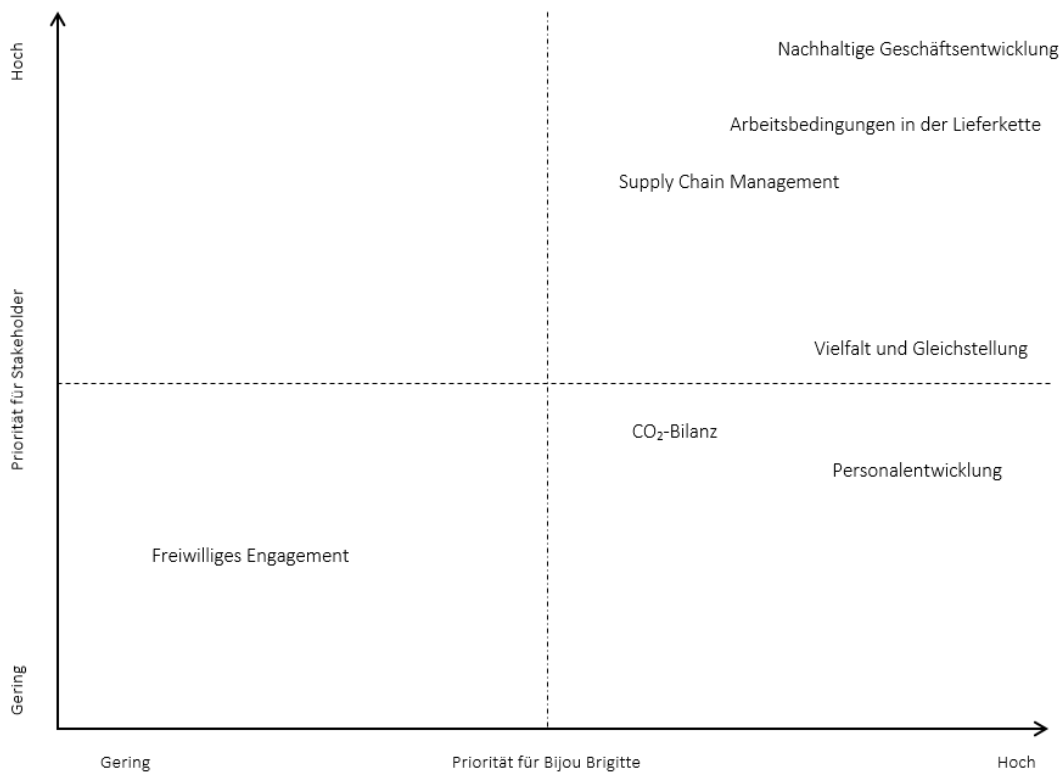 Hoch
Nachhaltige Geschäftsentwicklung
Arbeitsbedingungen in der Lieferkette
Supply Chain Management
Priorität für Stakeholder
Vielfalt und Gleichstellung
CO₂-Bilanz
Personalentwicklung
Freiwilliges Engagement
Gering
Gering
Priorität für Bijou Brigitte
Hoch